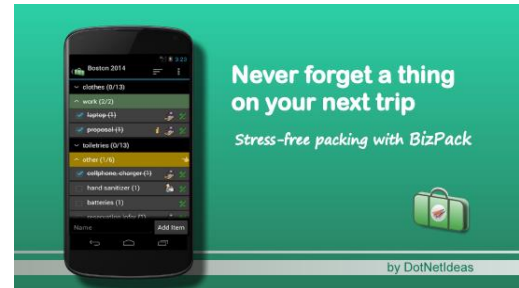 3:23
Boston 2014
clothes (0/13)
work (2/2)
laptop (1)
proposal (1)
toiletries (0/13)
other (1/6)
cellphone charger (1)
hand sanitizer (1)
batteries (1)
Name
Add Item
Never forget a thing
on your next trip
Stress-free packing with BizPack
by DotNetIdeas